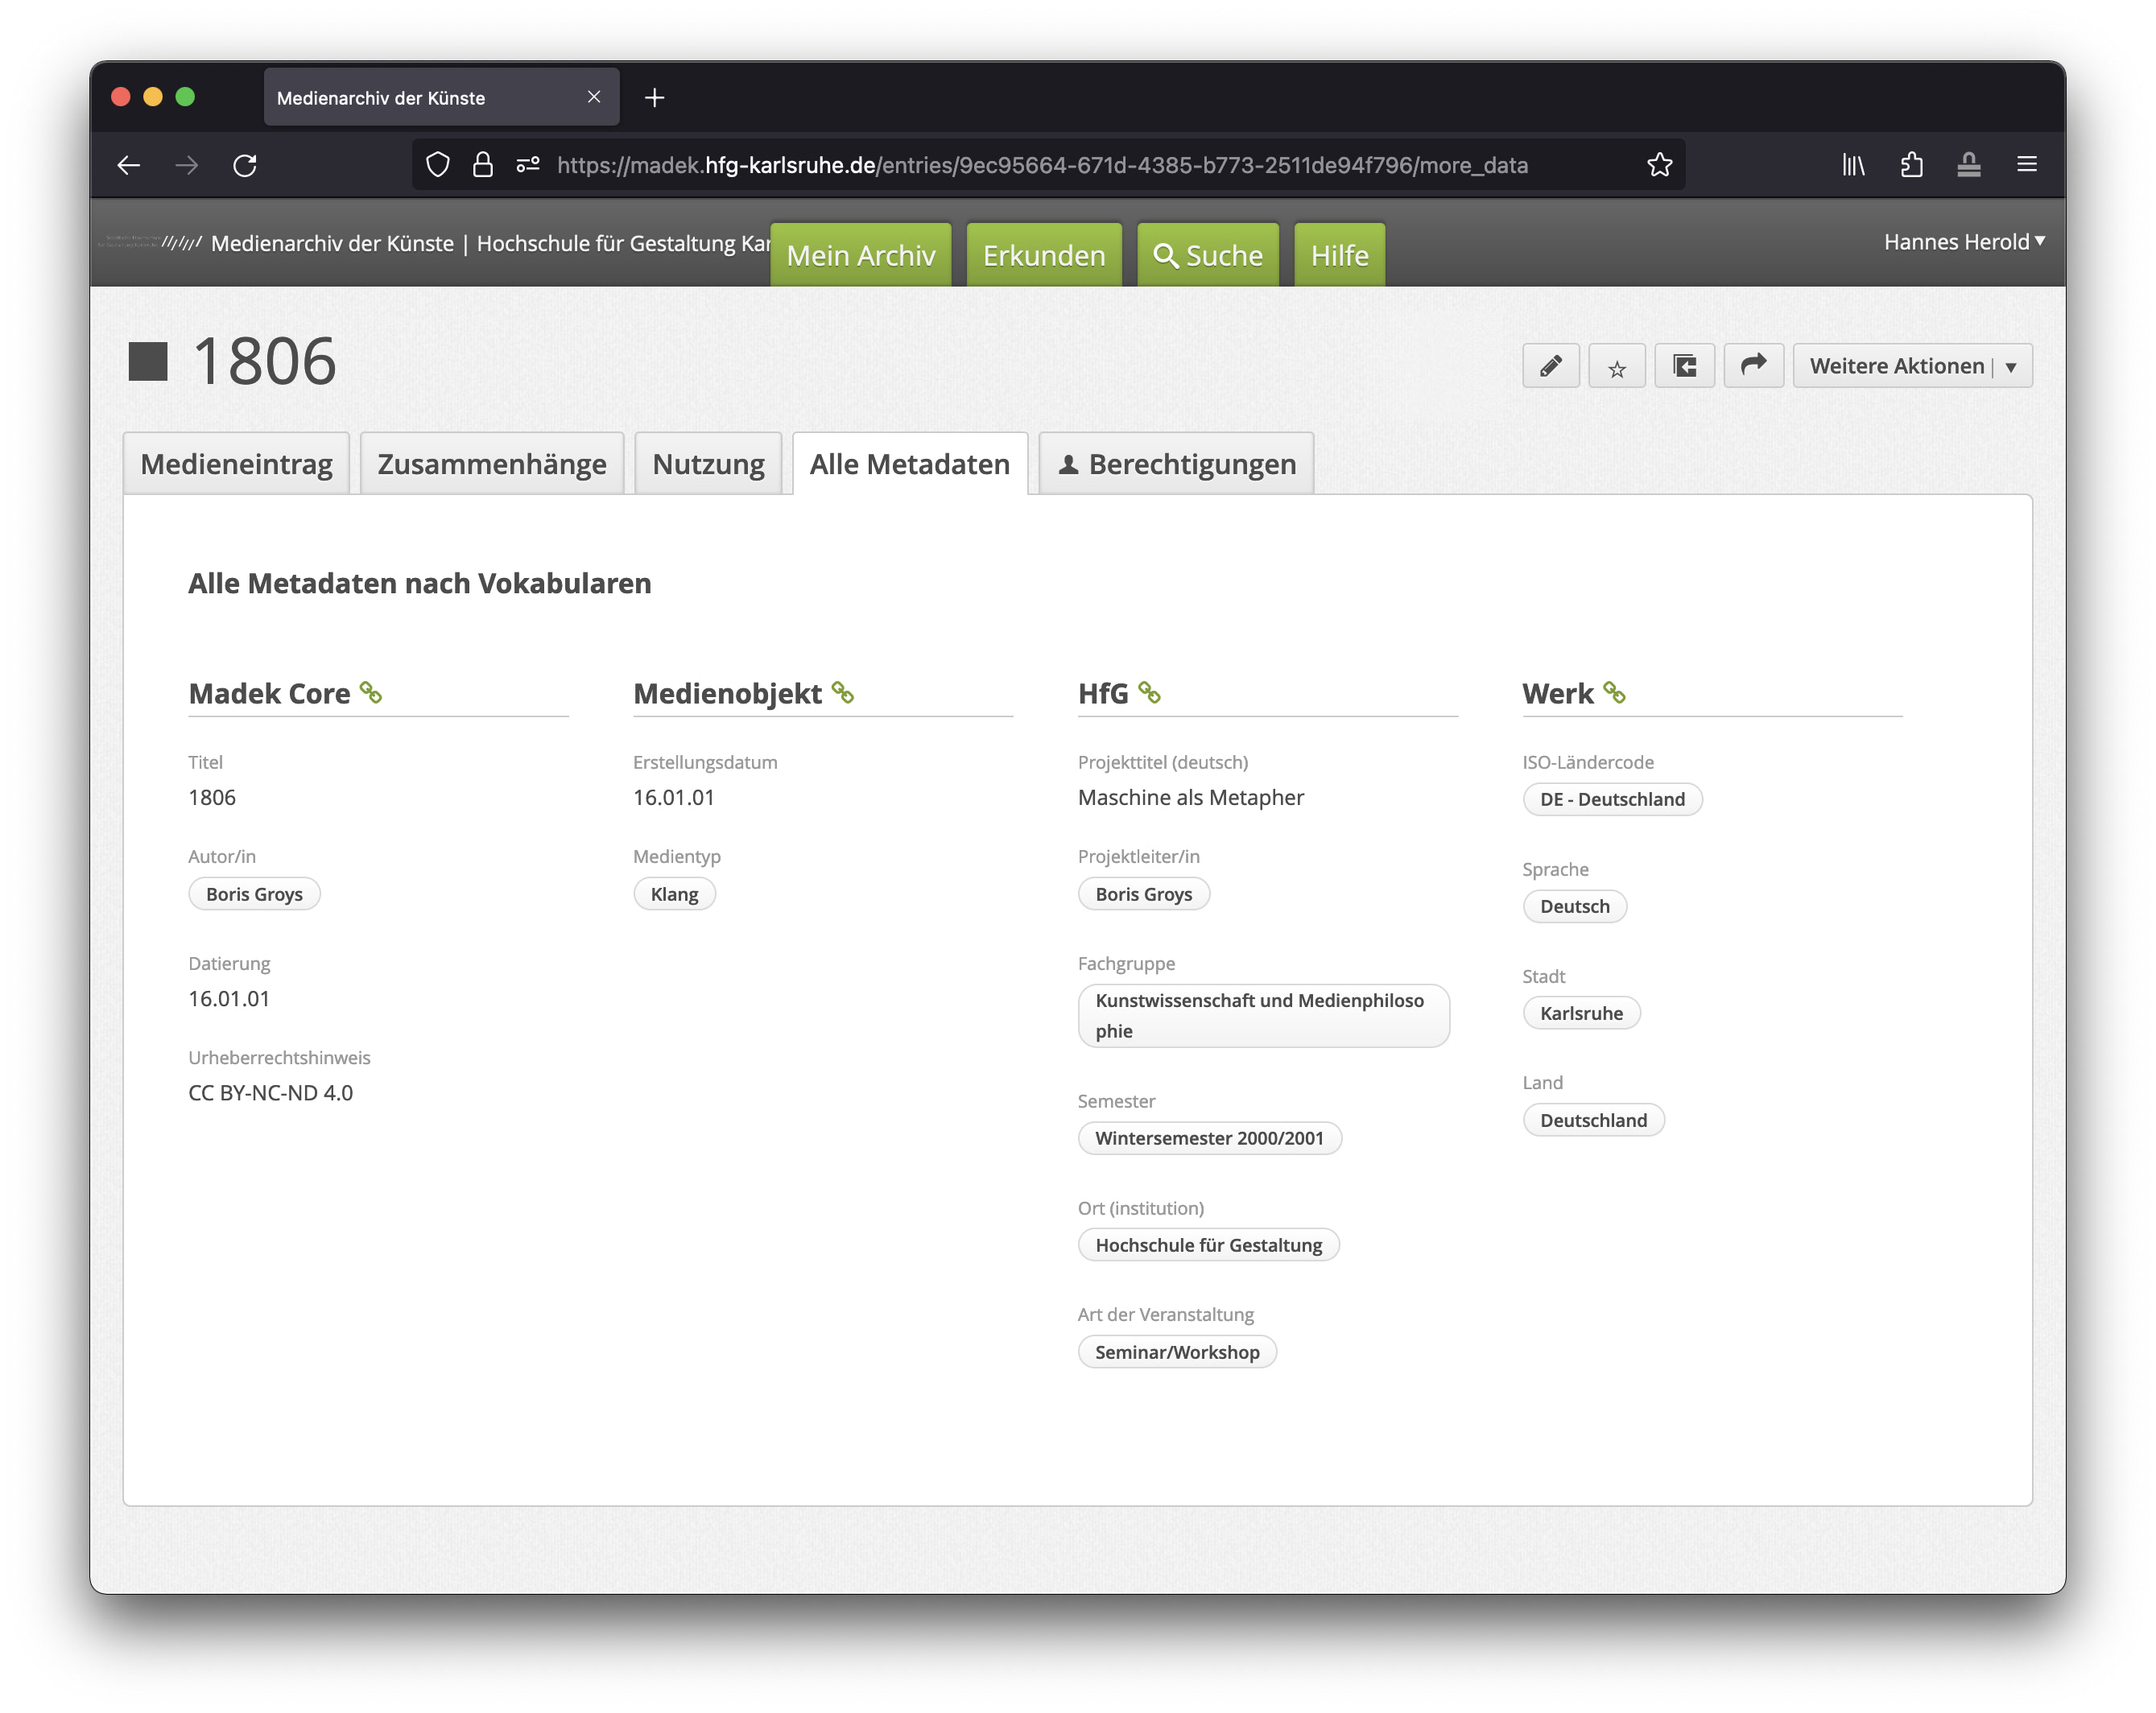 Medienarchiv der Künste
https://madek.hfg-karlsruhe.de/entries/9ec95664-671d-4385-b773-2511de94f796/more_data
Medienarchiv der Künste | Hochschule für Gestaltung Kar
Mein Archiv
Erkunden
Suche
Hilfe
Hannes Herold
1806
Weitere Aktionen
Medieneintrag
Zusammenhänge
Nutzung
Alle Metadaten
Berechtigungen
Alle Metadaten nach Vokabularen
Madek Core
Titel
1806
Autor/in
Boris Groys
Datierung
16.01.01
Urheberrechtshinweis
CC BY-NC-ND 4.0
Medienobjekt
Erstellungsdatum
16.01.01
Medientyp
Klang
HfG
Projekttitel (deutsch)
Maschine als Metapher
Projektleiter/in
Boris Groys
Fachgruppe
Kunstwissenschaft und Medienphiloso
phie
Semester
Wintersemester 2000/2001
Ort (institution)
Hochschule für Gestaltung
Art der Veranstaltung
Seminar/Workshop
Werk
ISO-Ländercode
DE - Deutschland
Sprache
Deutsch
Stadt
Karlsruhe
Land
Deutschland